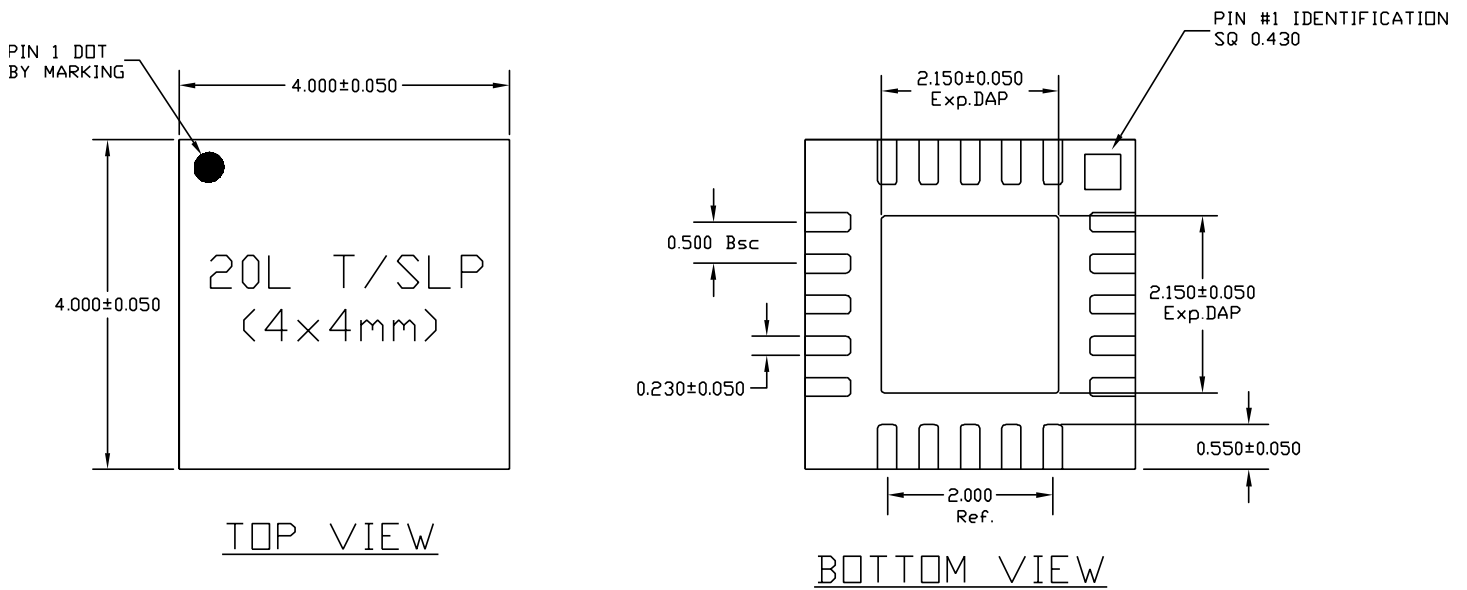 PIN 1 DOT
BY MARKING
4.000±0.050
4.000±0.050
20L T/SLP
(4x4mm)
TOP VIEW
PIN #1 IDENTIFICATION
SQ 0.430
2.150±0.050
Exp.DAP
0.500 Bsc
0.230±0.050
2.150±0.050
Exp.DAP
0.550±0.050
2.000
Ref.
BOTTOM VIEW